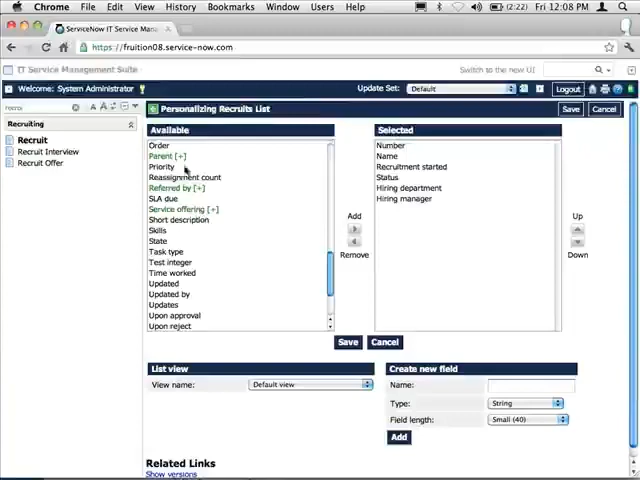 Chrome File Edit View History Bookmarks Window Users Help (2:22) Fri 12:08 PM
ServiceNow IT Service Mana
https://fruition08.service-now.com
IT Service Management Suite Switch to the new UI
Welcome: System Administrator Update Set: Default Logout
recru A A Personalizing Recruits List Save Cancel
Recruiting Available Selected
Recruit
Recruit Interview
Recruit Offer
Order
Parent [+]
Priority
Reassignment count
Referred by [+]
SLA due
Service offering [+]
Short description
Skills
State
Task type
Test integer
Time worked
Updated
Updated by
Updates
Upon approval
Upon reject
Add
Remove
Number
Name
Recruitment started
Status
Hiring department
Hiring manager
Up
Down
Save Cancel
List view
View name: Default view
Create new field
Name:
Type: String
Field length: Small (40)
Add
Related Links
Show versions